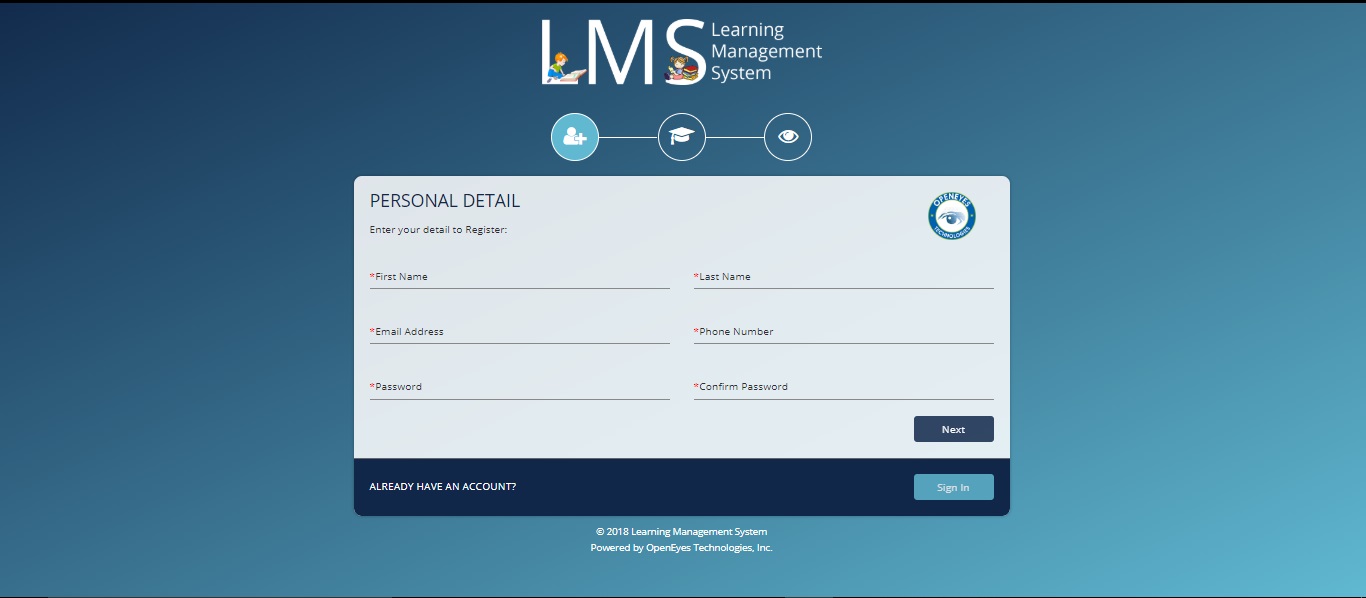 LMS
Learning
Management
System
PERSONAL DETAIL
OPENEYES
TECHNOLOGIES
Enter your detail to Register:
*First Name
*Last Name
*Email Address
*Phone Number
*Password
*Confirm Password
Next
ALREADY HAVE AN ACCOUNT?
Sign In
© 2018 Learning Management System
Powered by OpenEyes Technologies, Inc.